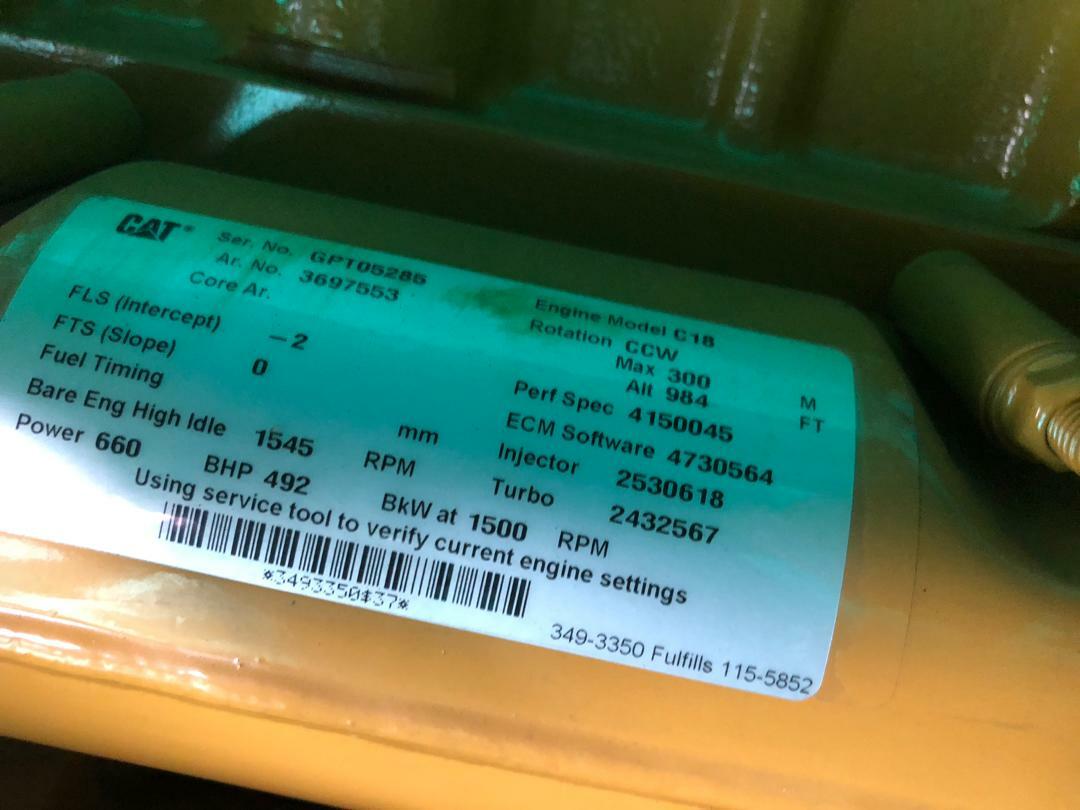 CAT®
Ser. No. GPT05285
Ar. No. 3697553
Core Ar.
FLS (Intercept) -2
FTS (Slope) 0
Fuel Timing mm
Bare Eng High Idle 1545 RPM
Power 660 BHP 492 BkW at 1500 RPM
Engine Model C18
Rotation CCW
Max 300 M
Alt 984 FT
Perf Spec 4150045
ECM Software 4730564
Injector 2530618
Turbo 2432567
Using service tool to verify current engine settings
*3493350$37*
349-3350 Fulfills 115-5852